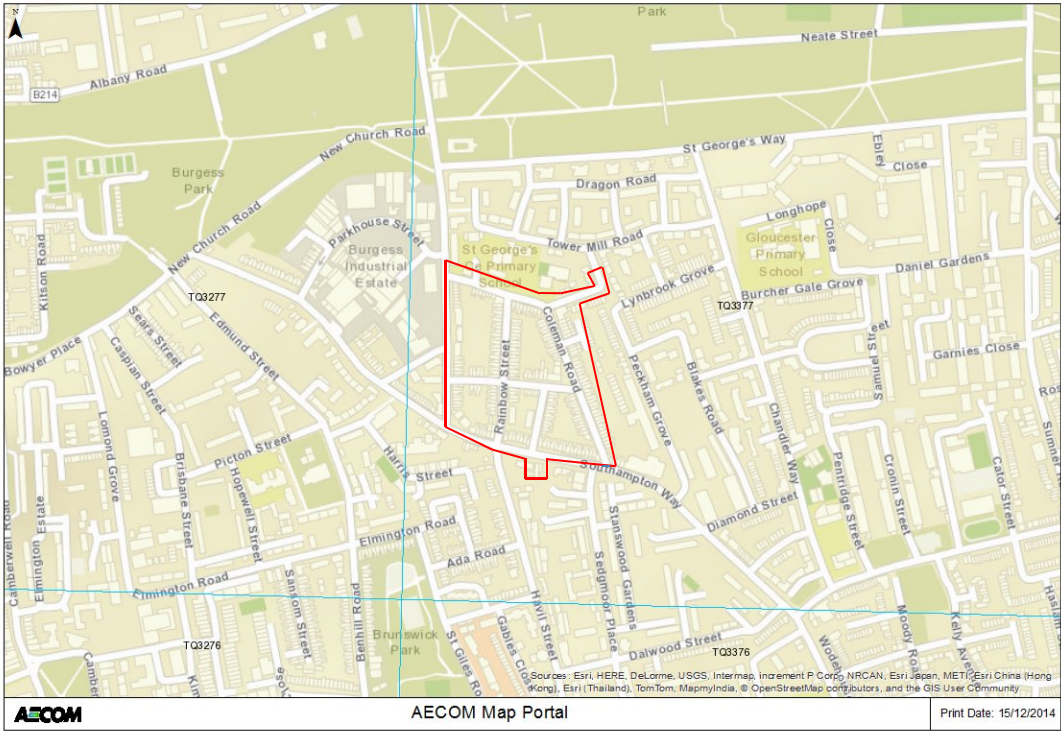 N
Park
Neate Street
Albany Road
B214
New Church Road
St George's Way
Ebley
Close
Burgess
Park
Dragon Road
Longhope
Close
Parkhouse Street
New Church Road
Tower Mill Road
Gloucester
Primary
School
Burgess
Industrial
Estate
St George's
Ce Primary
School
Kitson Road
Daniel Gardens
Lynbrook Grove
Burcher Gale Grove
TQ3277
TQ3377
Sears Street
Edmund Street
Coleman Road
Samuel Street
Garnies Close
Bowyer Place
Caspian Street
Rainbow Street
Peckham Grove
Blakes Road
Lomond Grove
Chandler Way
Picton Street
Harris Street
Southampton Way
Brisbane Street
Hopewell Street
Pentridge Street
Cronin Street
Cator Street
Diamond Street
Camberwell Road
Elmington Estate
Elmington Road
Stanswood Gardens
Ada Road
Sedgmoor Place
Elmington Road
Sansom Street
Benhill Road
Havil Street
Brunswick
Park
St Giles Ro
Gables Close
Moody Road
Kelly Avenue
TQ3276
Dalwood Street
TQ3376
Sources: Esri, HERE, DeLorme, USGS, Intermap, increment P Corp., NRCAN, Esri Japan, METI, Esri China (Hong
Kong), Esri (Thailand), TomTom, MapmyIndia, © OpenStreetMap contributors, and the GIS User Community
AECOM
AECOM Map Portal
Print Date: 15/12/2014